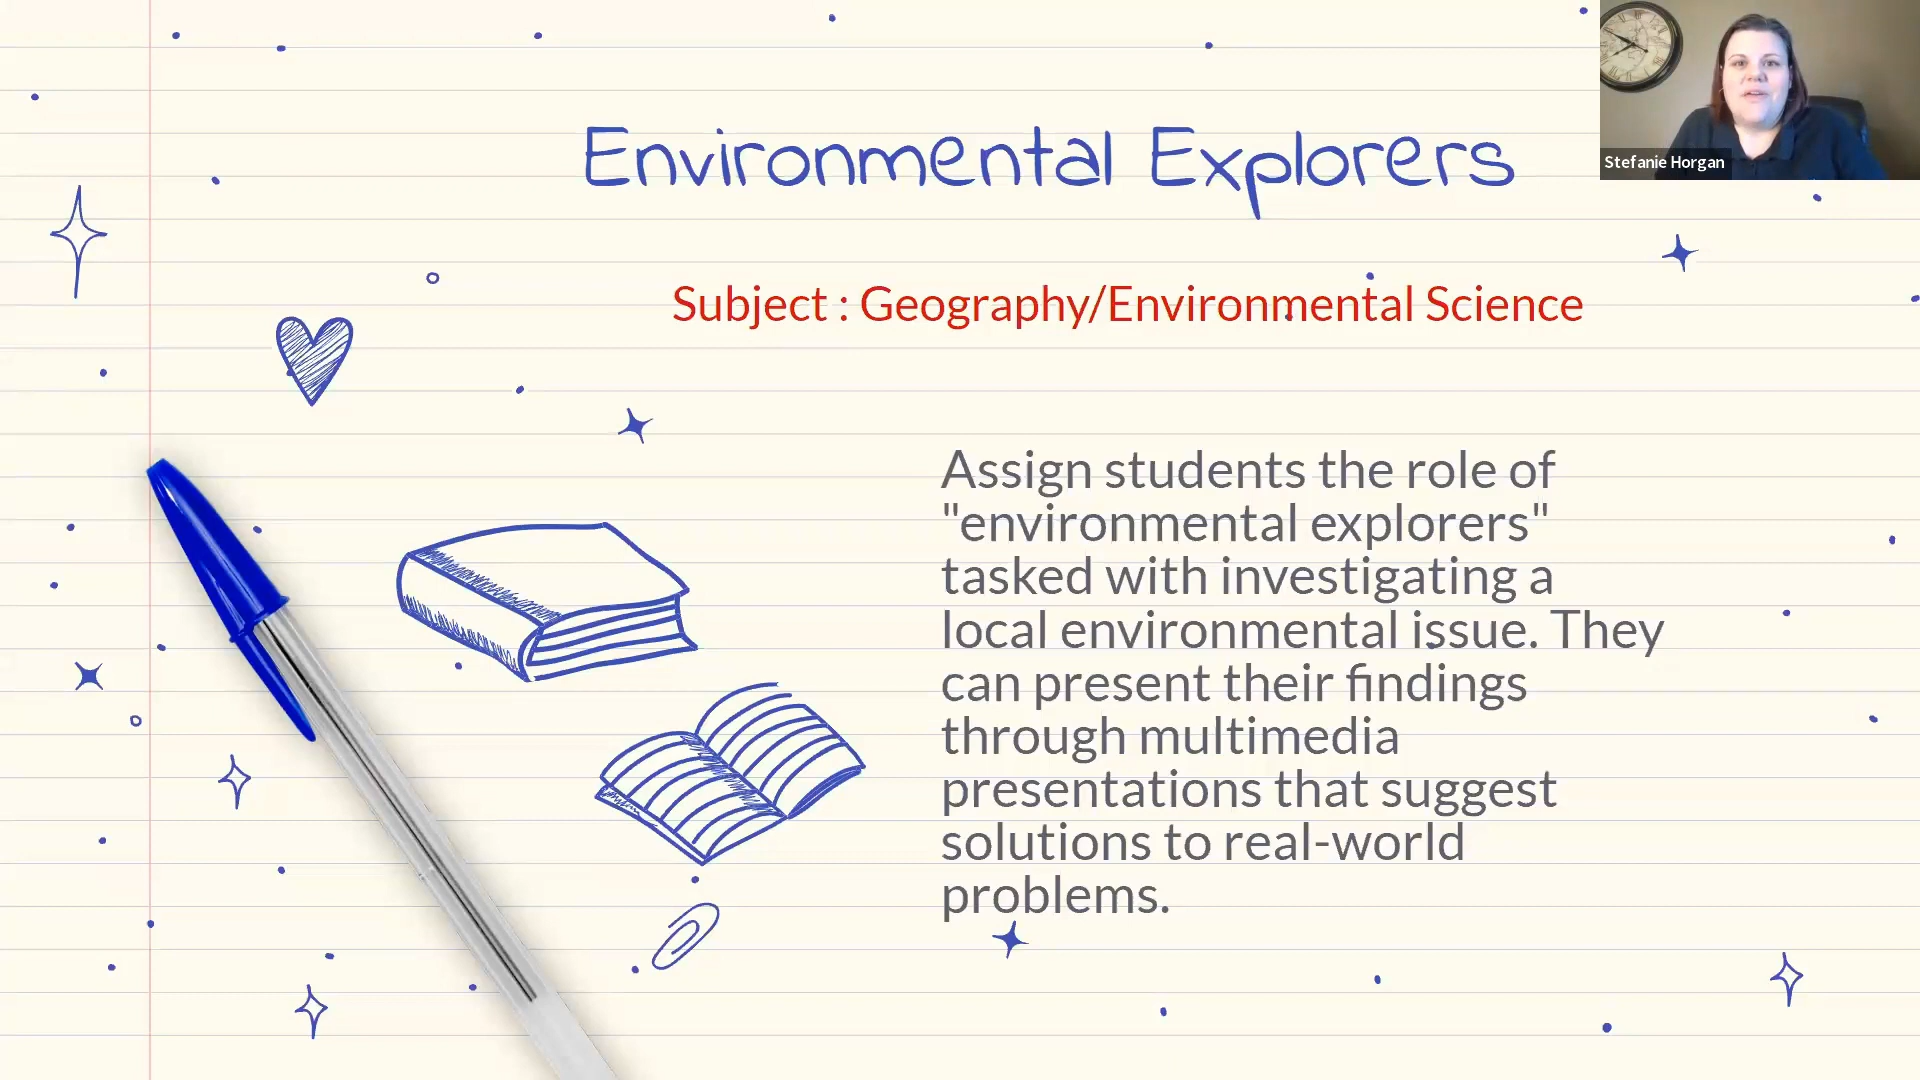 Environmental Explorers
Stefanie Horgan
Subject : Geography/Environmental Science
Assign students the role of
"environmental explorers"
tasked with investigating a
local environmental issue. They
can present their findings
through multimedia
presentations that suggest
solutions to real-world
problems.